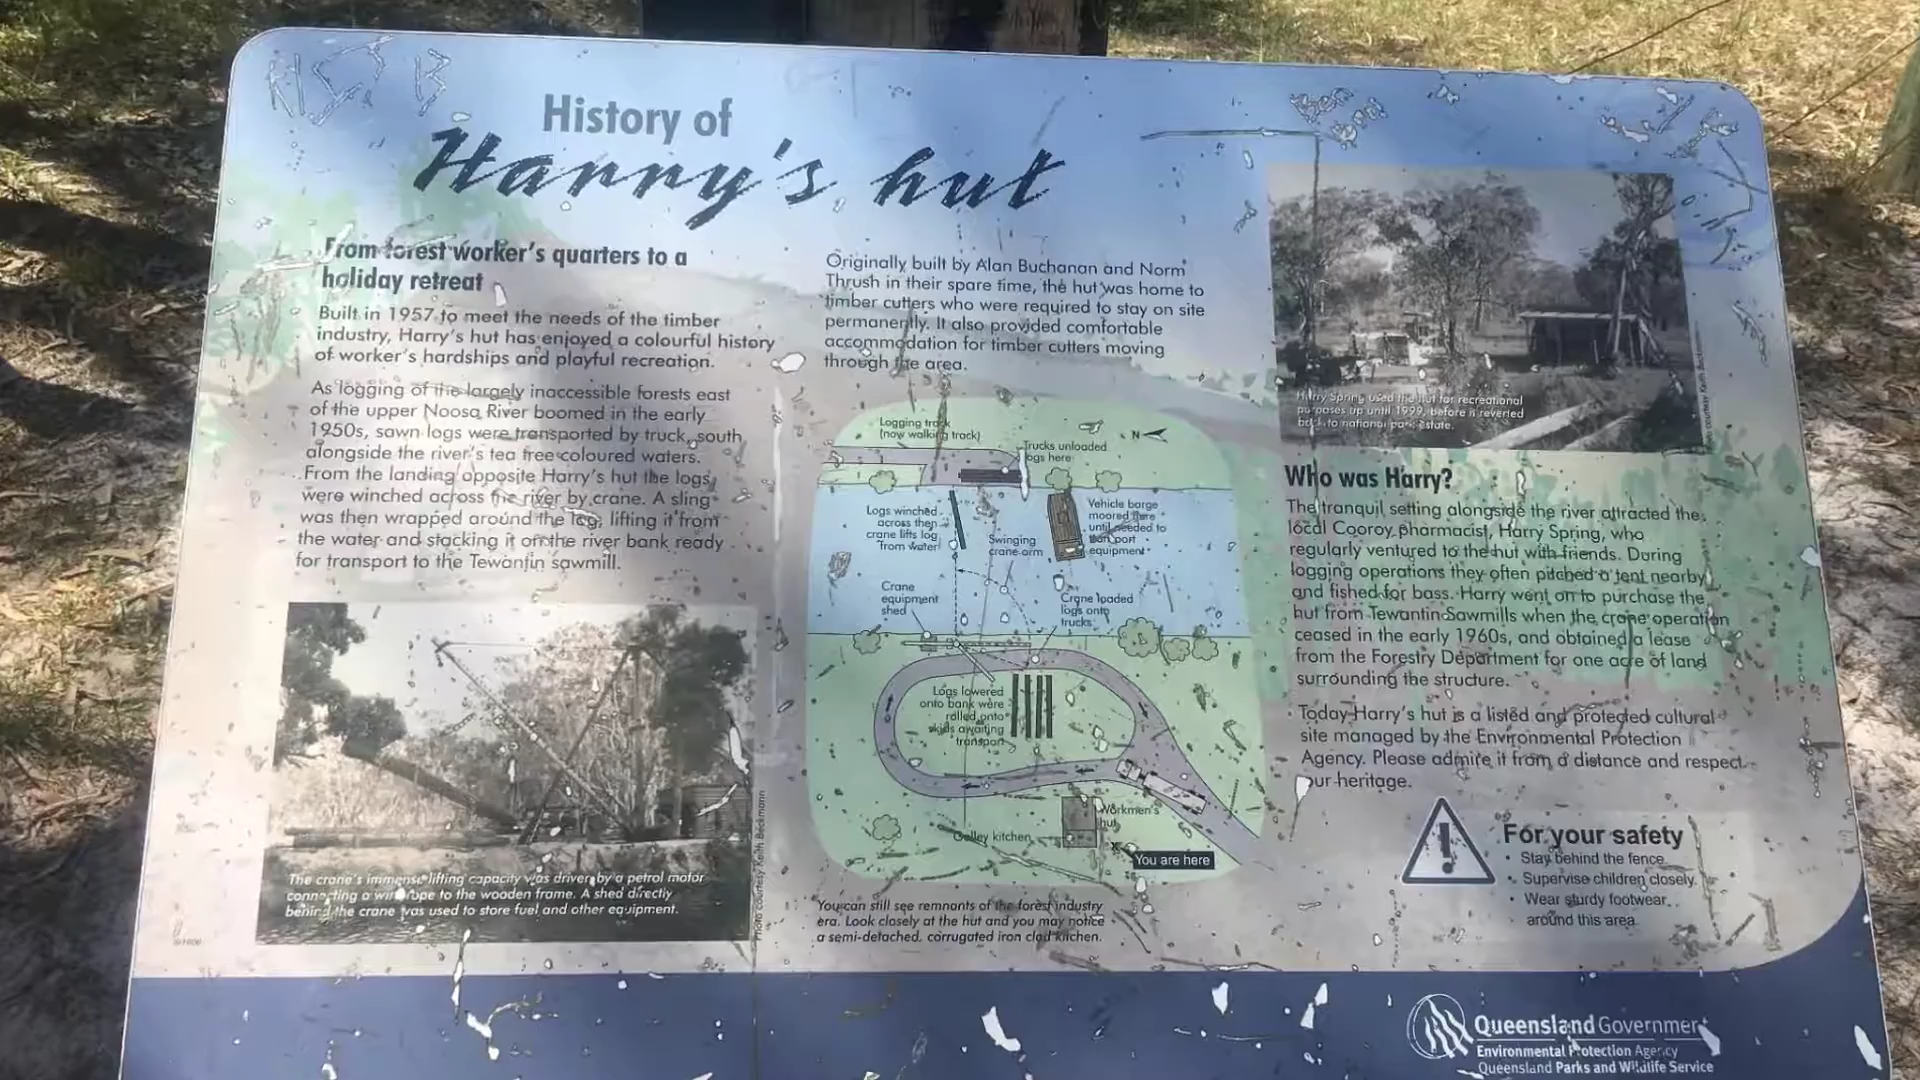 History of
Harry's hut
From forest worker's quarters to a
holiday retreat
Built in 1957 to meet the needs of the timber
industry, Harry's hut has enjoyed a colourful history
of worker's hardships and playful recreation.
As logging of the largely inaccessible forests east
of the upper Noosa River boomed in the early
1950s, sawn logs were transported by truck south
alongside the river's tea tree coloured waters.
From the landing opposite Harry's hut the logs
were winched across the river by crane. A sling
was then wrapped around the log, lifting it from
the water and stacking it on the river bank ready
for transport to the Tewantin sawmill.
The crane's immense lifting capacity was driven by a petrol motor
connecting a wire rope to the wooden frame. A shed directly
behind the crane was used to store fuel and other equipment.
Photo courtesy Keith Beckmann
Originally built by Alan Buchanan and Norm
Thrush in their spare time, the hut was home to
timber cutters who were required to stay on site
permanently. It also provided comfortable
accommodation for timber cutters moving
through the area.
Logging track
(now walking track)
Trucks unloaded
logs here
N
Logs winched
across then
crane lifts log
from water
Swinging
crane arm
Vehicle barge
moored here
until needed to
transport
equipment
Crane
equipment
shed
Crane loaded
logs onto
trucks
Logs lowered
onto bank were
rolled onto
skids awaiting
transport
Workmen's
hut
Galley kitchen
You are here
You can still see remnants of the forest industry
era. Look closely at the hut and you may notice
a semi-detached, corrugated iron clad kitchen.
Harry Spring used the hut for recreational
purposes up until 1999, before it reverted
back to national park estate.
Photo courtesy Keith Beckmann
Who was Harry?
The tranquil setting alongside the river attracted the
local Cooroy pharmacist, Harry Spring, who
regularly ventured to the hut with friends. During
logging operations they often pitched a tent nearby
and fished for bass. Harry went on to purchase the
hut from Tewantin Sawmills when the crane operation
ceased in the early 1960s, and obtained a lease
from the Forestry Department for one acre of land
surrounding the structure.
Today Harry's hut is a listed and protected cultural
site managed by the Environmental Protection
Agency. Please admire it from a distance and respect
our heritage.
For your safety
• Stay behind the fence.
• Supervise children closely.
• Wear sturdy footwear
around this area.
Queensland Government
Environmental Protection Agency
Queensland Parks and Wildlife Service